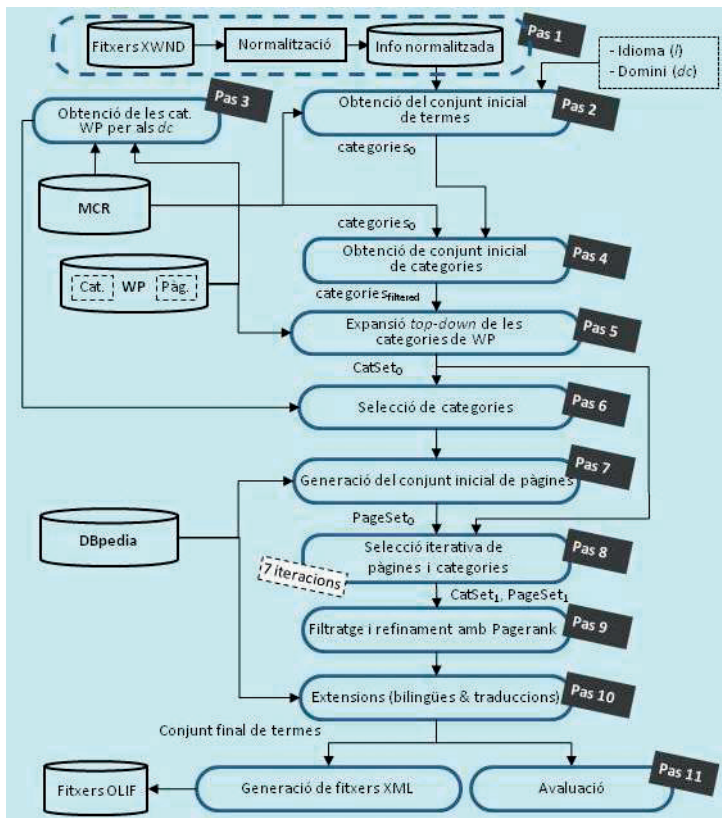 Fitxers XWND
Normalització
Info normalitzada
Pas 1
- Idioma (l)
- Domini (dc)
Obtenció de les cat.
WP per als dc
Pas 3
Obtenció del conjunt inicial
de termes
Pas 2
categories0
MCR
categories0
Obtenció de conjunt inicial
de categories
Pas 4
Cat. WP Pàg.
categoriesfiltered
Expansió top-down de les
categories de WP
Pas 5
CatSet0
Selecció de categories
Pas 6
Generació del conjunt inicial de pàgines
Pas 7
PageSet0
DBpedia
Selecció iterativa de
pàgines i categories
Pas 8
7 iteracions
CatSet1, PageSet1
Filtratge i refinament amb Pagerank
Pas 9
Extensions (bilingües & traduccions)
Pas 10
Conjunt final de termes
Fitxers OLIF
Generació de fitxers XML
Avaluació
Pas 11